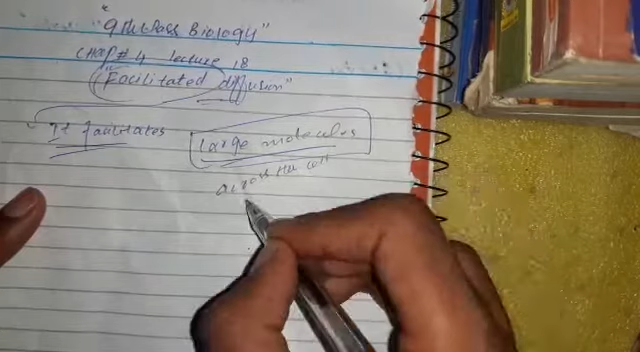 "9th class Biology"
Chap # 4 lecture 18
"Facilitated diffusion"
It facilitates large molecules
across the cell